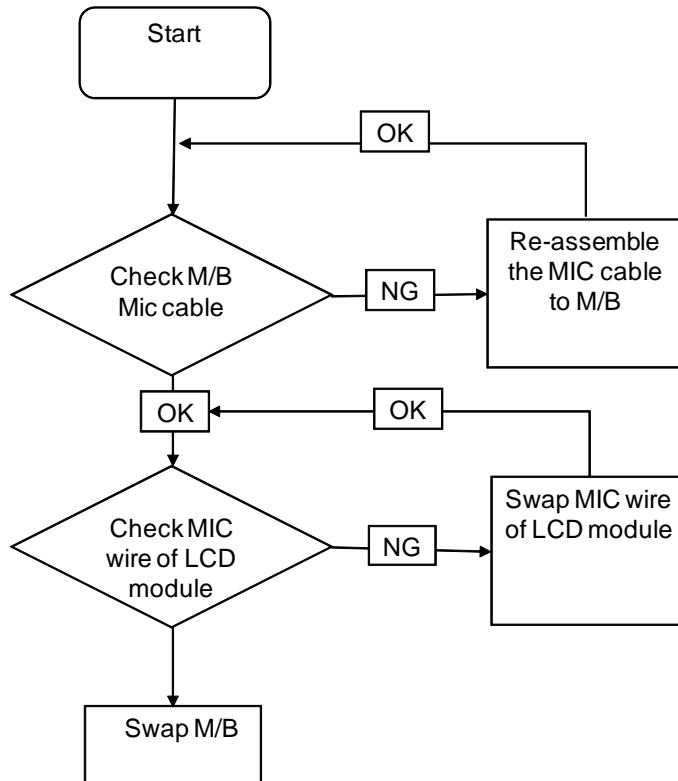 Start
OK
Check M/B
Mic cable
NG
Re-assemble
the MIC cable
to M/B
OK
OK
Check MIC
wire of LCD
module
NG
Swap MIC wire
of LCD module
Swap M/B